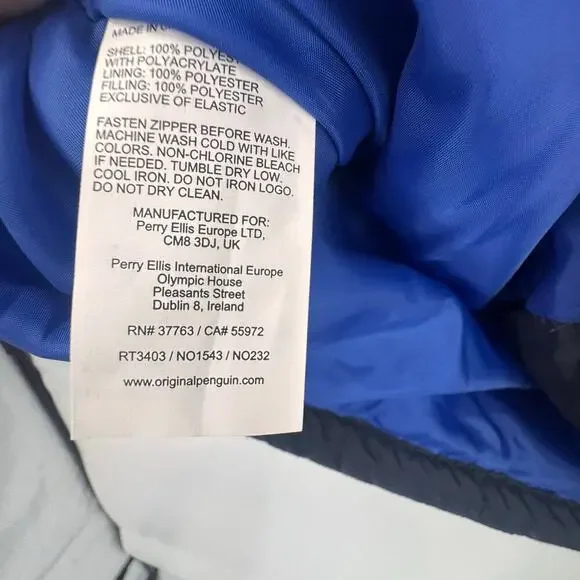 MADE IN
SHELL: 100% POLYEST
WITH POLYACRYLATE
LINING: 100% POLYESTER
FILLING: 100% POLYESTER
EXCLUSIVE OF ELASTIC
FASTEN ZIPPER BEFORE WASH.
MACHINE WASH COLD WITH LIKE
COLORS. NON-CHLORINE BLEACH
IF NEEDED. TUMBLE DRY LOW.
COOL IRON. DO NOT IRON LOGO.
DO NOT DRY CLEAN.
MANUFACTURED FOR:
Perry Ellis Europe LTD,
CM8 3DJ, UK
Perry Ellis International Europe
Olympic House
Pleasants Street
Dublin 8, Ireland
RN# 37763 / CA# 55972
RT3403 / NO1543 / NO232
www.originalpenguin.com